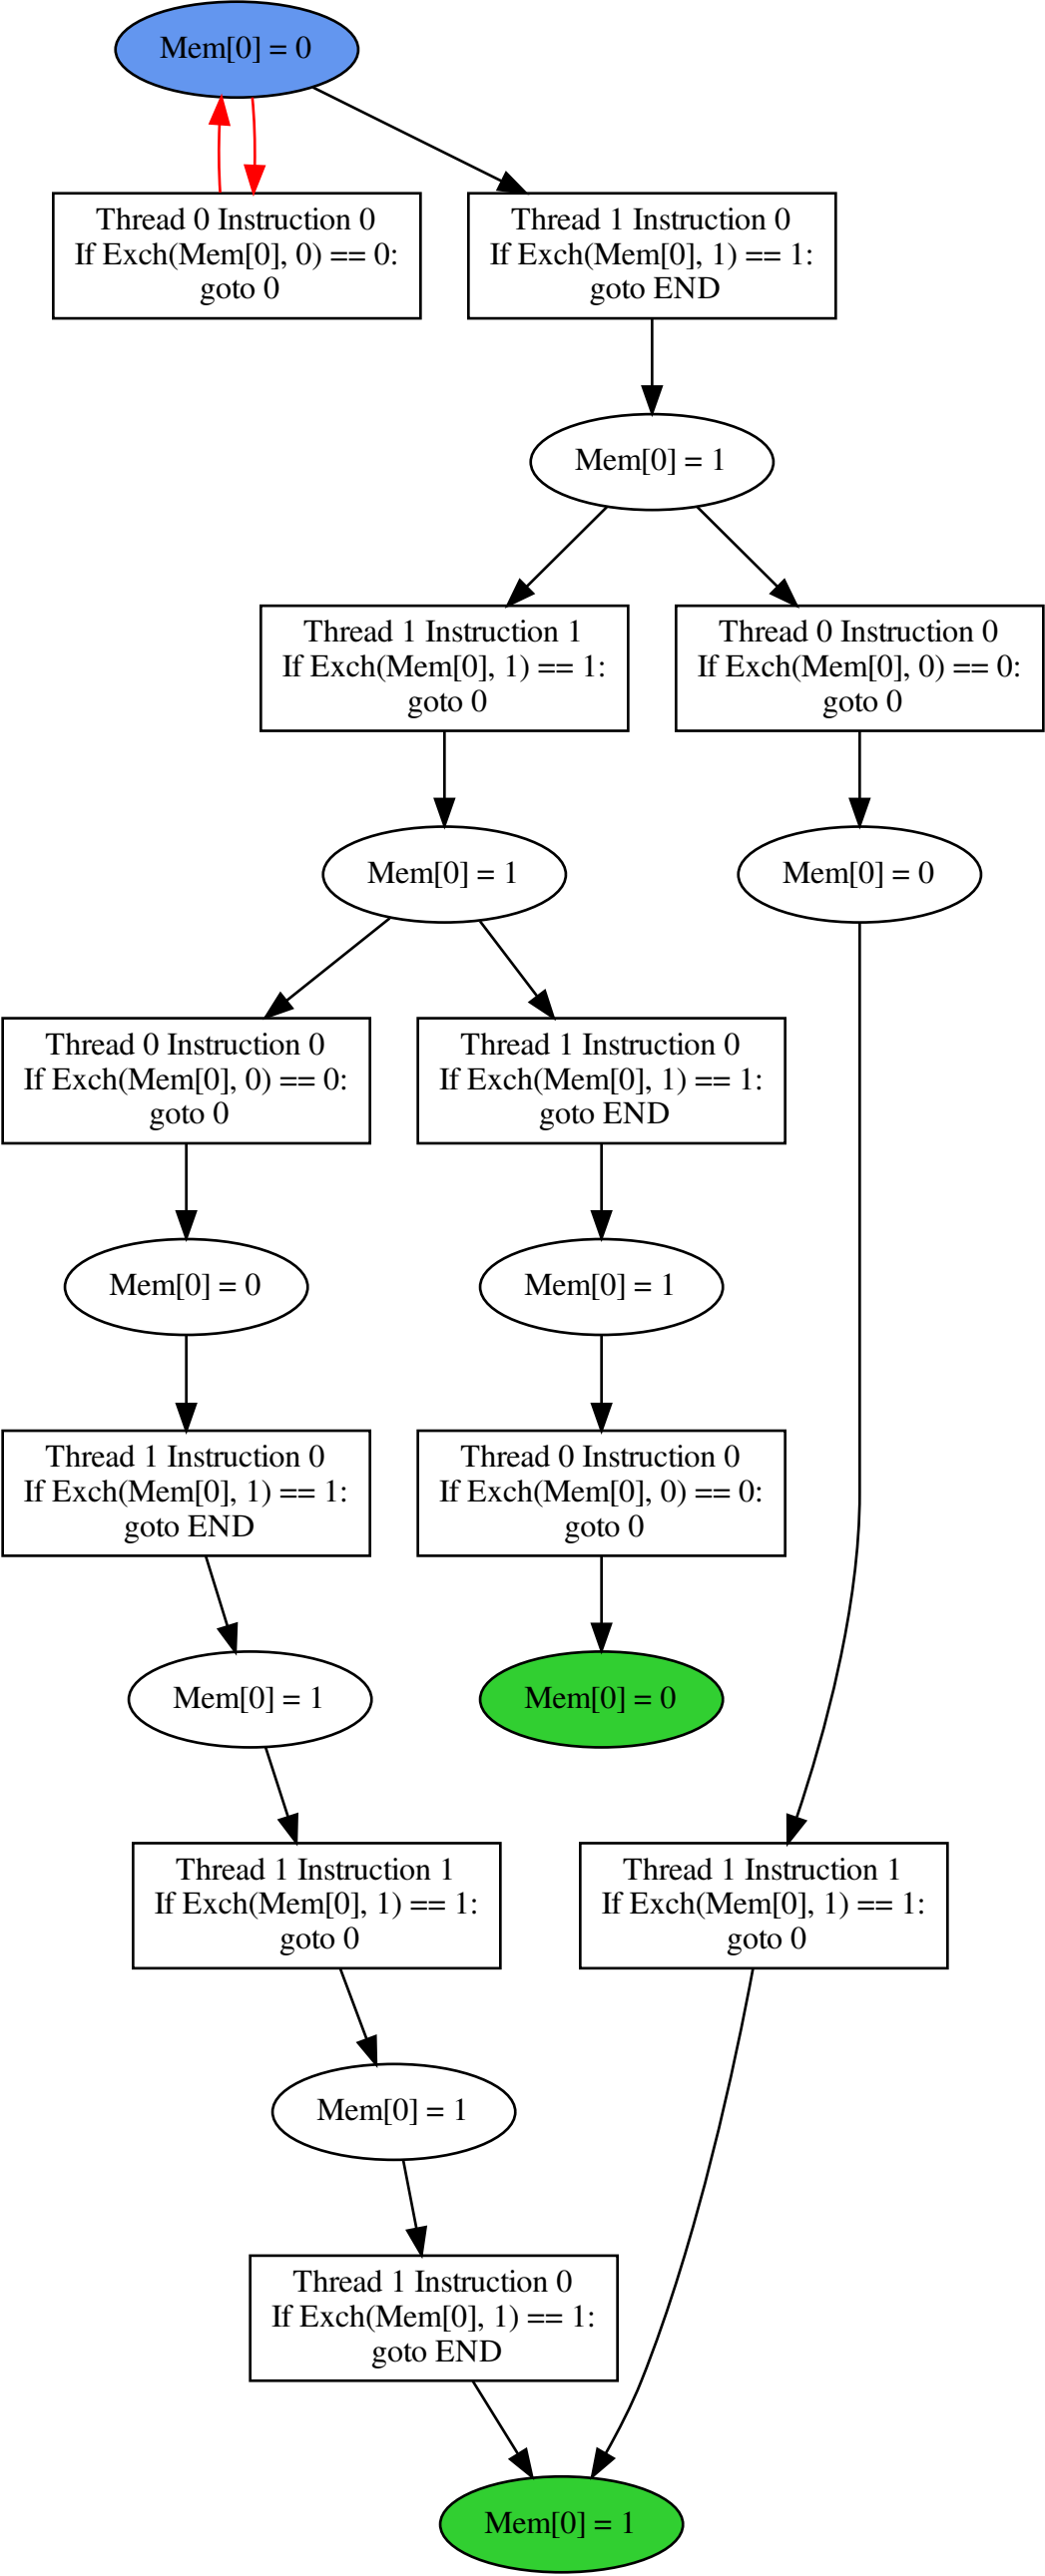 Mem[0] = 0
Thread 0 Instruction 0
If Exch(Mem[0], 0) == 0:
goto 0
Thread 1 Instruction 0
If Exch(Mem[0], 1) == 1:
goto END
Mem[0] = 1
Thread 1 Instruction 1
If Exch(Mem[0], 1) == 1:
goto 0
Thread 0 Instruction 0
If Exch(Mem[0], 0) == 0:
goto 0
Mem[0] = 1
Mem[0] = 0
Thread 0 Instruction 0
If Exch(Mem[0], 0) == 0:
goto 0
Thread 1 Instruction 0
If Exch(Mem[0], 1) == 1:
goto END
Mem[0] = 0
Mem[0] = 1
Thread 1 Instruction 0
If Exch(Mem[0], 1) == 1:
goto END
Thread 0 Instruction 0
If Exch(Mem[0], 0) == 0:
goto 0
Mem[0] = 1
Mem[0] = 0
Thread 1 Instruction 1
If Exch(Mem[0], 1) == 1:
goto 0
Thread 1 Instruction 1
If Exch(Mem[0], 1) == 1:
goto 0
Mem[0] = 1
Thread 1 Instruction 0
If Exch(Mem[0], 1) == 1:
goto END
Mem[0] = 1